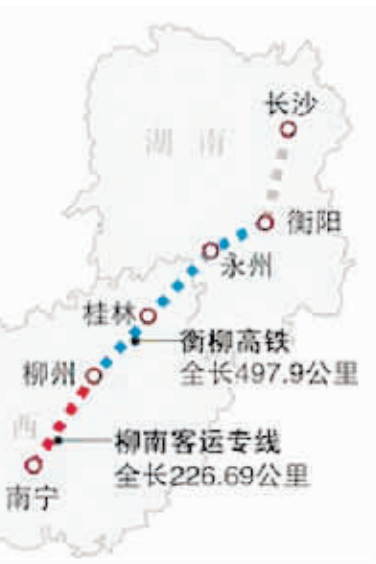 长沙
湖南
衡阳
永州
桂林
衡柳高铁
全长497.9公里
柳州
西
柳南客运专线
全长226.69公里
南宁